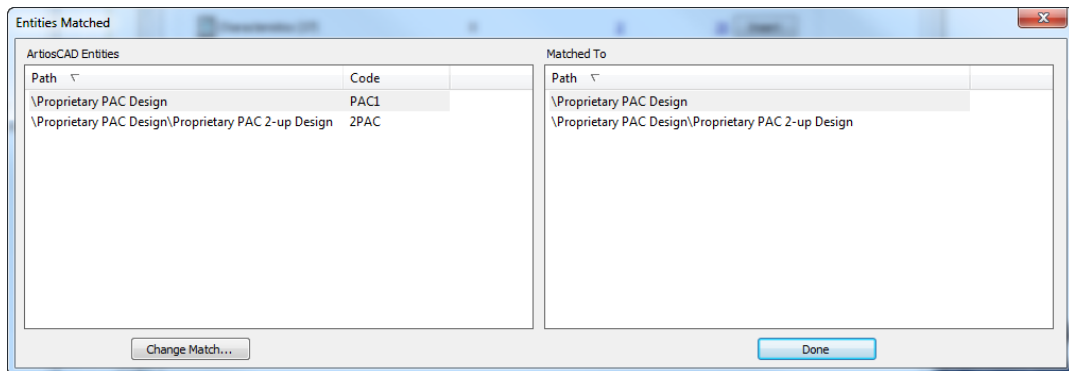 Entities Matched
ArtiosCAD Entities
Path Code
\Proprietary PAC Design PAC1
\Proprietary PAC Design\Proprietary PAC 2-up Design 2PAC
Change Match...
Matched To
Path
\Proprietary PAC Design
\Proprietary PAC Design\Proprietary PAC 2-up Design
Done